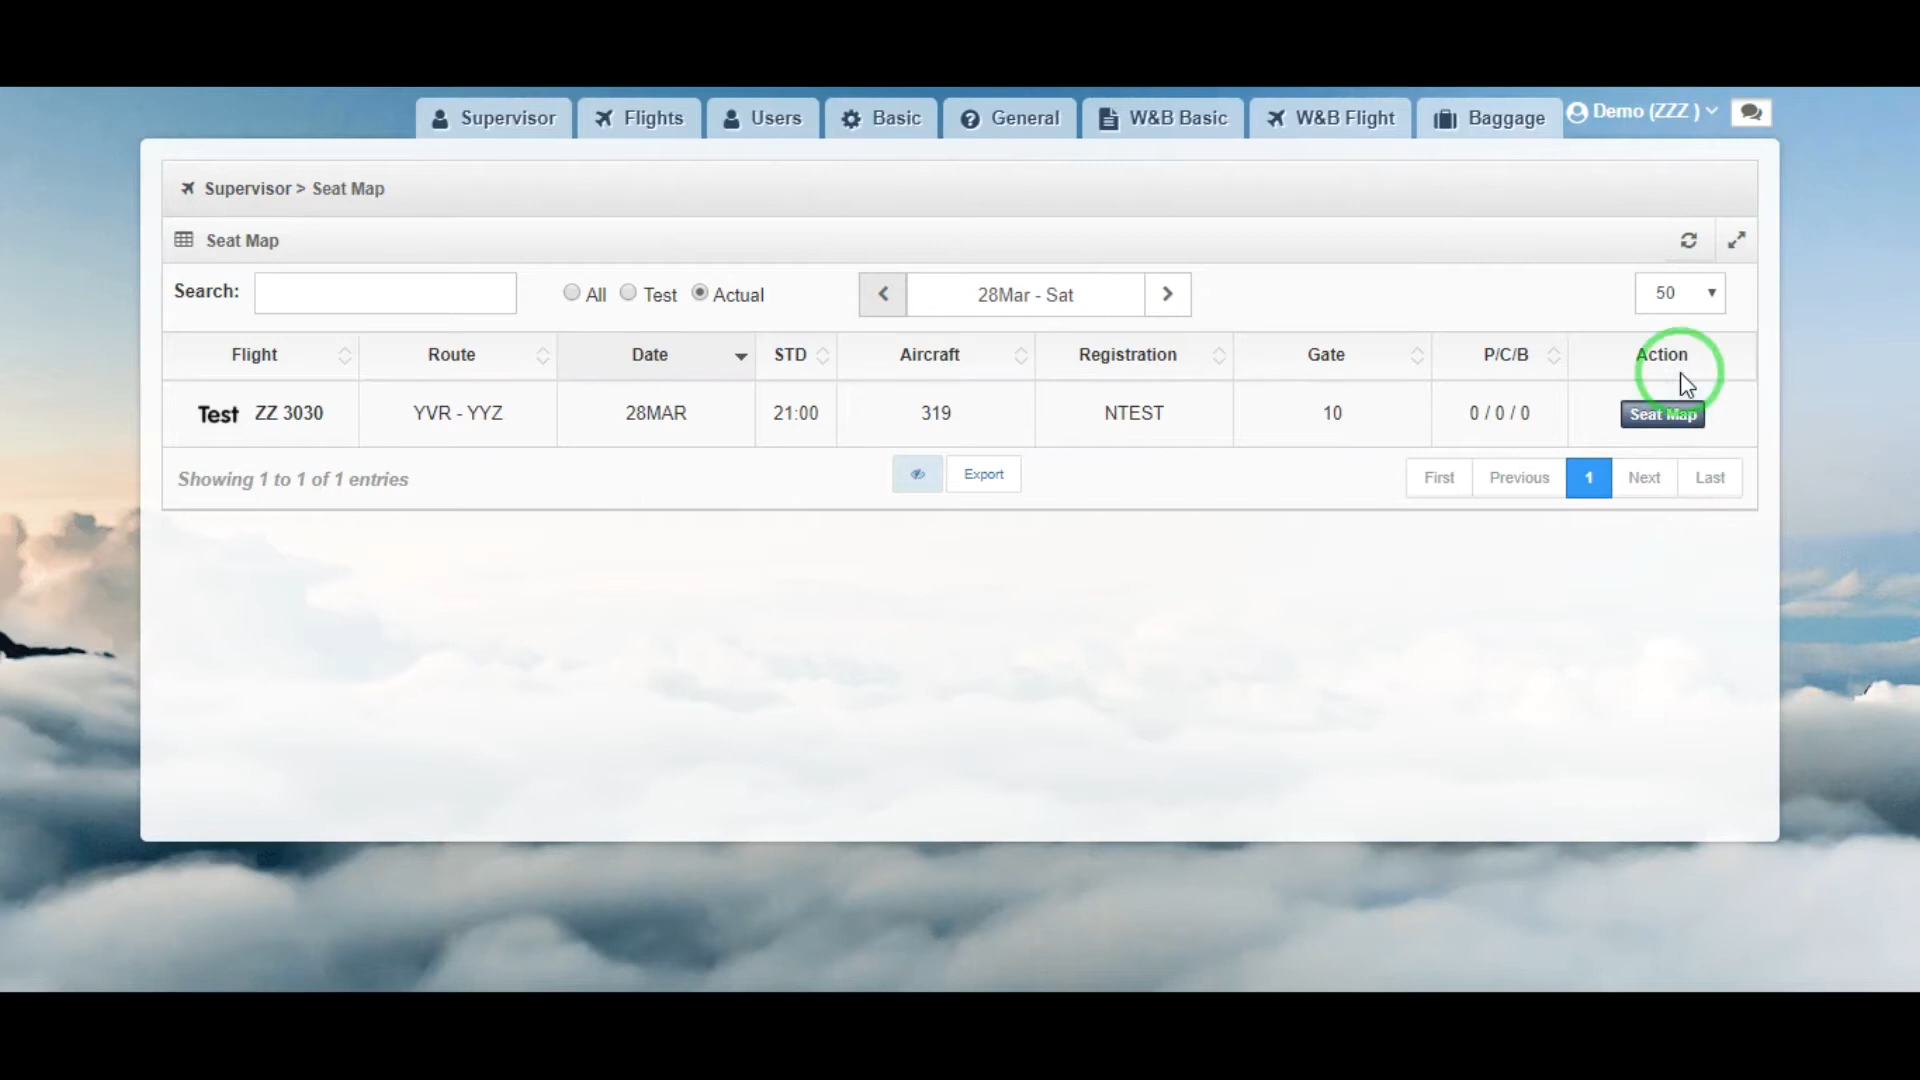 Supervisor Flights Users Basic General W&B Basic W&B Flight Baggage Demo (ZZZ )
Supervisor > Seat Map
Seat Map
Search: All Test Actual 28Mar - Sat 50
Flight Route Date STD Aircraft Registration Gate P/C/B Action
Test ZZ 3030 YVR - YYZ 28MAR 21:00 319 NTEST 10 0 / 0 / 0 Seat Map
Showing 1 to 1 of 1 entries Export First Previous 1 Next Last